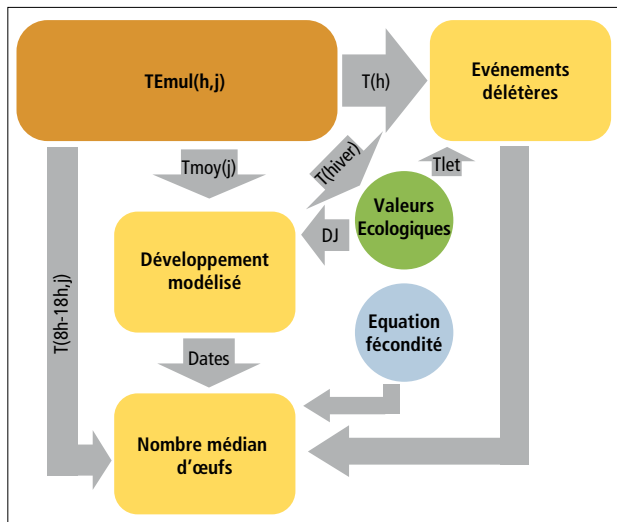 TEmul(h,j)
T(h)
Evénements
délétères
Tmoy(j)
T(hiver)
Tlet
Valeurs
Ecologiques
DJ
Développement
modélisé
T(8h-18h,j)
Equation
fécondité
Dates
Nombre médian
d'œufs